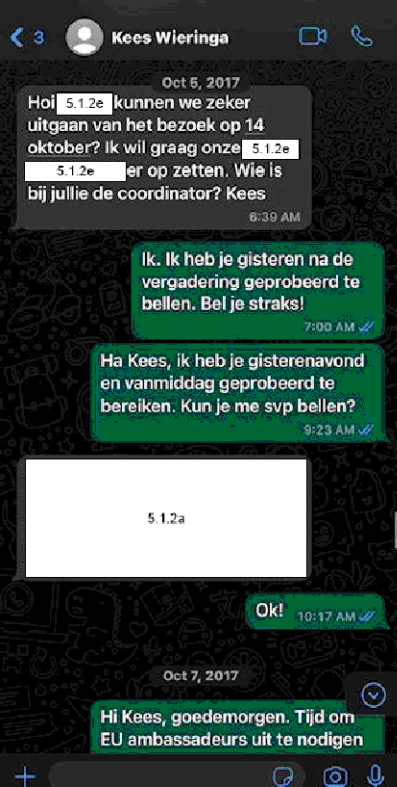 3 Kees Wieringa
Oct 5, 2017
Hoi 5.1.2e kunnen we zeker
uitgaan van het bezoek op 14
oktober? Ik wil graag onze 5.1.2e
5.1.2e er op zetten. Wie is
bij jullie de coordinator? Kees
6:39 AM
Ik. Ik heb je gisteren na de
vergadering geprobeerd te
bellen. Bel je straks!
7:00 AM
Ha Kees, ik heb je gisterenavond
en vanmiddag geprobeerd te
bereiken. Kun je me svp bellen?
9:23 AM
5.1.2a
Ok! 10:17 AM
Oct 7, 2017
Hi Kees, goedemorgen. Tijd om
EU ambassadeurs uit te nodigen